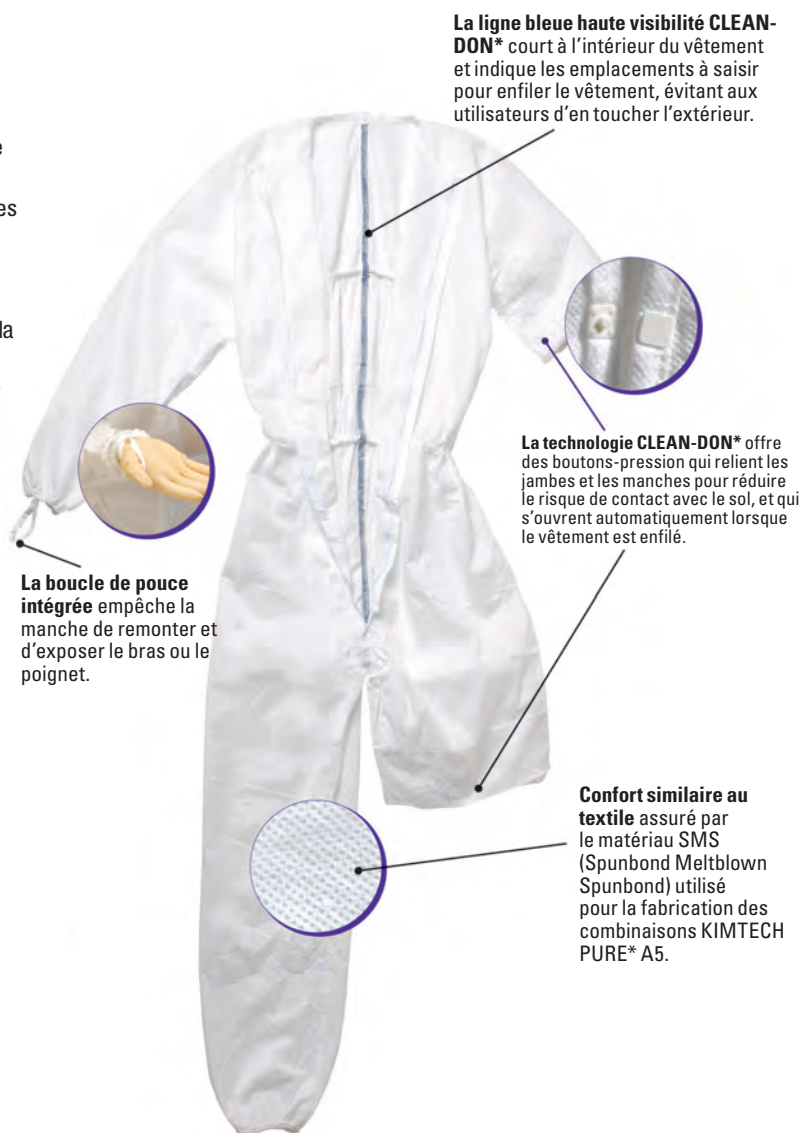 La ligne bleue haute visibilité CLEAN-
DON* court à l'intérieur du vêtement
et indique les emplacements à saisir
pour enfiler le vêtement, évitant aux
utilisateurs d'en toucher l'extérieur.
es
la
La technologie CLEAN-DON* offre
des boutons-pression qui relient les
jambes et les manches pour réduire
le risque de contact avec le sol, et qui
s'ouvrent automatiquement lorsque
le vêtement est enfilé.
La boucle de pouce
intégrée empêche la
manche de remonter et
d'exposer le bras ou le
poignet.
Confort similaire au
textile assuré par
le matériau SMS
(Spunbond Meltblown
Spunbond) utilisé
pour la fabrication des
combinaisons KIMTECH
PURE* A5.